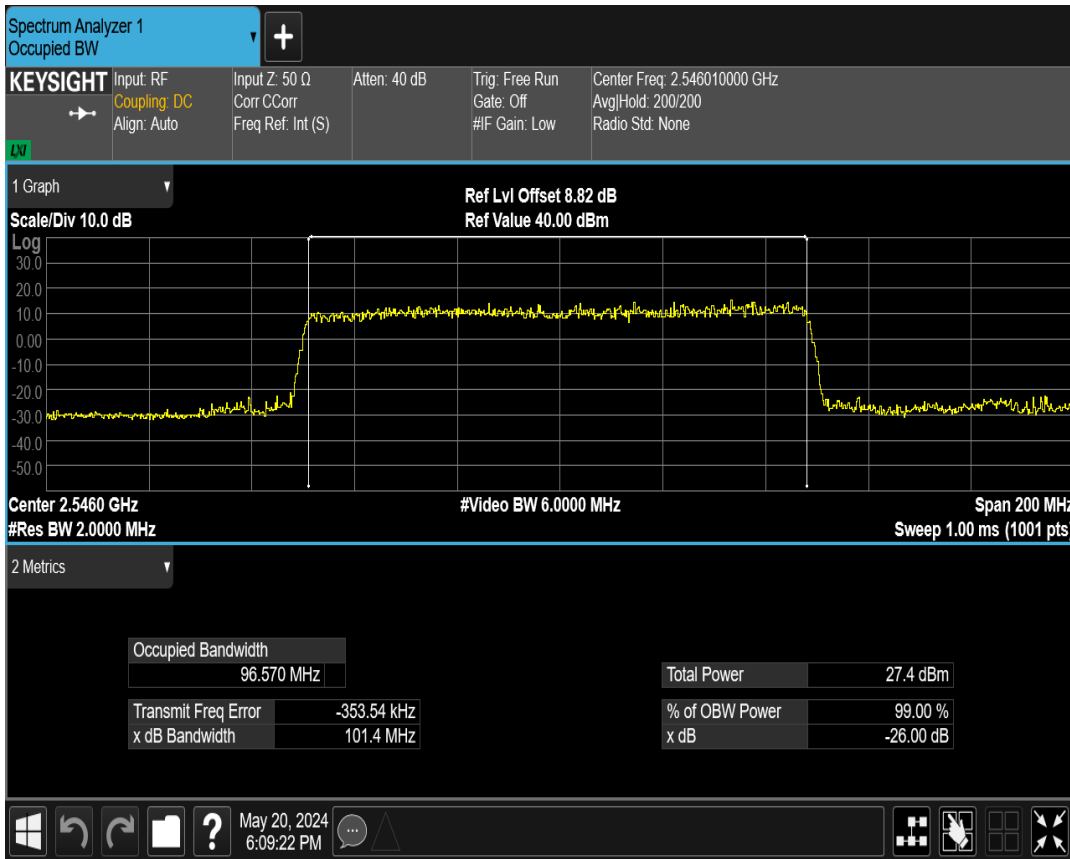 Spectrum Analyzer 1
Occupied BW
KEYSIGHT
LXI
Input: RF
Coupling: DC
Align: Auto
Input Z: 50 Ω
Corr CCorr
Freq Ref: Int (S)
Atten: 40 dB
Trig: Free Run
Gate: Off
#IF Gain: Low
Center Freq: 2.546010000 GHz
Avg|Hold: 200/200
Radio Std: None
1 Graph
Scale/Div 10.0 dB
Ref Lvl Offset 8.82 dB
Ref Value 40.00 dBm
Log
30.0
20.0
10.0
0.00
-10.0
-20.0
-30.0
-40.0
-50.0
Center 2.5460 GHz
#Res BW 2.0000 MHz
#Video BW 6.0000 MHz
Span 200 MHz
Sweep 1.00 ms (1001 pts)
2 Metrics
Occupied Bandwidth
96.570 MHz
Transmit Freq Error -353.54 kHz
x dB Bandwidth 101.4 MHz
Total Power 27.4 dBm
% of OBW Power 99.00 %
x dB -26.00 dB
?
May 20, 2024
6:09:22 PM